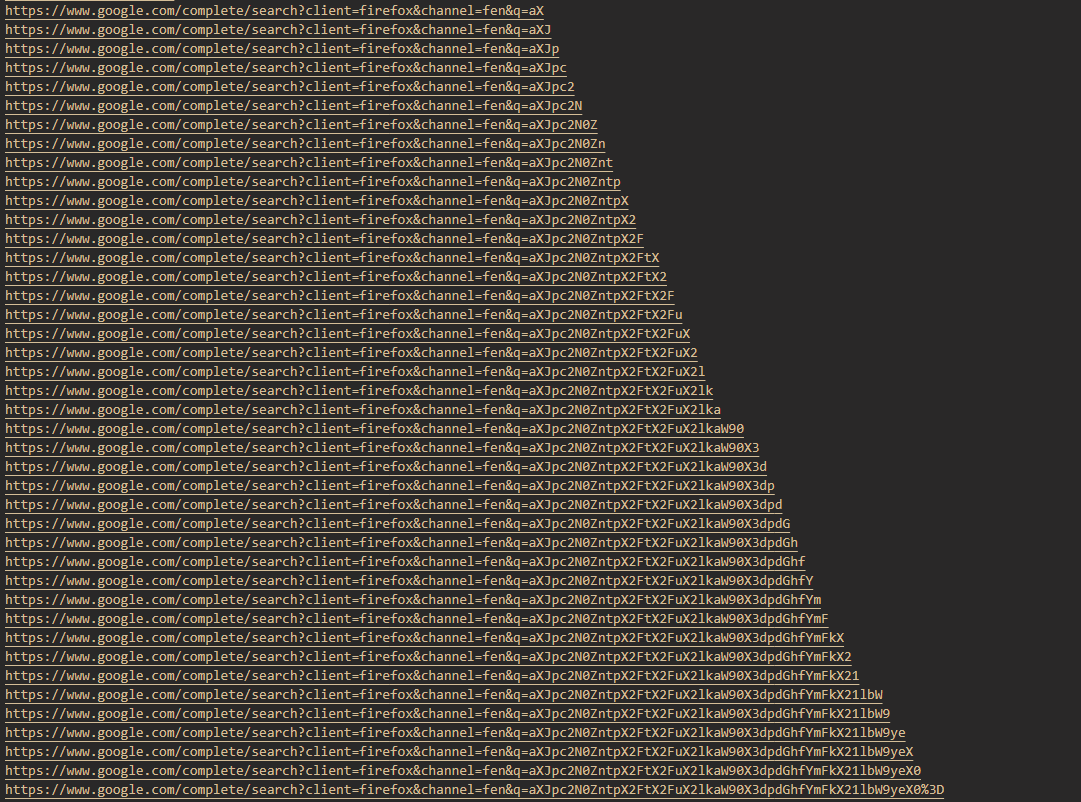 https://www.google.com/complete/search?client=firefox&channel=fen&q=aX
https://www.google.com/complete/search?client=firefox&channel=fen&q=aXJ
https://www.google.com/complete/search?client=firefox&channel=fen&q=aXJp
https://www.google.com/complete/search?client=firefox&channel=fen&q=aXJpc
https://www.google.com/complete/search?client=firefox&channel=fen&q=aXJpc2
https://www.google.com/complete/search?client=firefox&channel=fen&q=aXJpc2N
https://www.google.com/complete/search?client=firefox&channel=fen&q=aXJpc2N0Z
https://www.google.com/complete/search?client=firefox&channel=fen&q=aXJpc2N0Zn
https://www.google.com/complete/search?client=firefox&channel=fen&q=aXJpc2N0Znt
https://www.google.com/complete/search?client=firefox&channel=fen&q=aXJpc2N0Zntp
https://www.google.com/complete/search?client=firefox&channel=fen&q=aXJpc2N0ZntpX
https://www.google.com/complete/search?client=firefox&channel=fen&q=aXJpc2N0ZntpX2
https://www.google.com/complete/search?client=firefox&channel=fen&q=aXJpc2N0ZntpX2F
https://www.google.com/complete/search?client=firefox&channel=fen&q=aXJpc2N0ZntpX2FtX
https://www.google.com/complete/search?client=firefox&channel=fen&q=aXJpc2N0ZntpX2FtX2
https://www.google.com/complete/search?client=firefox&channel=fen&q=aXJpc2N0ZntpX2FtX2F
https://www.google.com/complete/search?client=firefox&channel=fen&q=aXJpc2N0ZntpX2FtX2Fu
https://www.google.com/complete/search?client=firefox&channel=fen&q=aXJpc2N0ZntpX2FtX2FuX
https://www.google.com/complete/search?client=firefox&channel=fen&q=aXJpc2N0ZntpX2FtX2FuX2
https://www.google.com/complete/search?client=firefox&channel=fen&q=aXJpc2N0ZntpX2FtX2FuX2l
https://www.google.com/complete/search?client=firefox&channel=fen&q=aXJpc2N0ZntpX2FtX2FuX2lk
https://www.google.com/complete/search?client=firefox&channel=fen&q=aXJpc2N0ZntpX2FtX2FuX2lka
https://www.google.com/complete/search?client=firefox&channel=fen&q=aXJpc2N0ZntpX2FtX2FuX2lkaW90
https://www.google.com/complete/search?client=firefox&channel=fen&q=aXJpc2N0ZntpX2FtX2FuX2lkaW90X3
https://www.google.com/complete/search?client=firefox&channel=fen&q=aXJpc2N0ZntpX2FtX2FuX2lkaW90X3d
https://www.google.com/complete/search?client=firefox&channel=fen&q=aXJpc2N0ZntpX2FtX2FuX2lkaW90X3dp
https://www.google.com/complete/search?client=firefox&channel=fen&q=aXJpc2N0ZntpX2FtX2FuX2lkaW90X3dpd
https://www.google.com/complete/search?client=firefox&channel=fen&q=aXJpc2N0ZntpX2FtX2FuX2lkaW90X3dpdG
https://www.google.com/complete/search?client=firefox&channel=fen&q=aXJpc2N0ZntpX2FtX2FuX2lkaW90X3dpdGh
https://www.google.com/complete/search?client=firefox&channel=fen&q=aXJpc2N0ZntpX2FtX2FuX2lkaW90X3dpdGhf
https://www.google.com/complete/search?client=firefox&channel=fen&q=aXJpc2N0ZntpX2FtX2FuX2lkaW90X3dpdGhfY
https://www.google.com/complete/search?client=firefox&channel=fen&q=aXJpc2N0ZntpX2FtX2FuX2lkaW90X3dpdGhfYm
https://www.google.com/complete/search?client=firefox&channel=fen&q=aXJpc2N0ZntpX2FtX2FuX2lkaW90X3dpdGhfYmF
https://www.google.com/complete/search?client=firefox&channel=fen&q=aXJpc2N0ZntpX2FtX2FuX2lkaW90X3dpdGhfYmFkX
https://www.google.com/complete/search?client=firefox&channel=fen&q=aXJpc2N0ZntpX2FtX2FuX2lkaW90X3dpdGhfYmFkX2
https://www.google.com/complete/search?client=firefox&channel=fen&q=aXJpc2N0ZntpX2FtX2FuX2lkaW90X3dpdGhfYmFkX21
https://www.google.com/complete/search?client=firefox&channel=fen&q=aXJpc2N0ZntpX2FtX2FuX2lkaW90X3dpdGhfYmFkX21lbW
https://www.google.com/complete/search?client=firefox&channel=fen&q=aXJpc2N0ZntpX2FtX2FuX2lkaW90X3dpdGhfYmFkX21lbW9
https://www.google.com/complete/search?client=firefox&channel=fen&q=aXJpc2N0ZntpX2FtX2FuX2lkaW90X3dpdGhfYmFkX21lbW9ye
https://www.google.com/complete/search?client=firefox&channel=fen&q=aXJpc2N0ZntpX2FtX2FuX2lkaW90X3dpdGhfYmFkX21lbW9yeX
https://www.google.com/complete/search?client=firefox&channel=fen&q=aXJpc2N0ZntpX2FtX2FuX2lkaW90X3dpdGhfYmFkX21lbW9yeX0
https://www.google.com/complete/search?client=firefox&channel=fen&q=aXJpc2N0ZntpX2FtX2FuX2lkaW90X3dpdGhfYmFkX21lbW9yeX0%3D